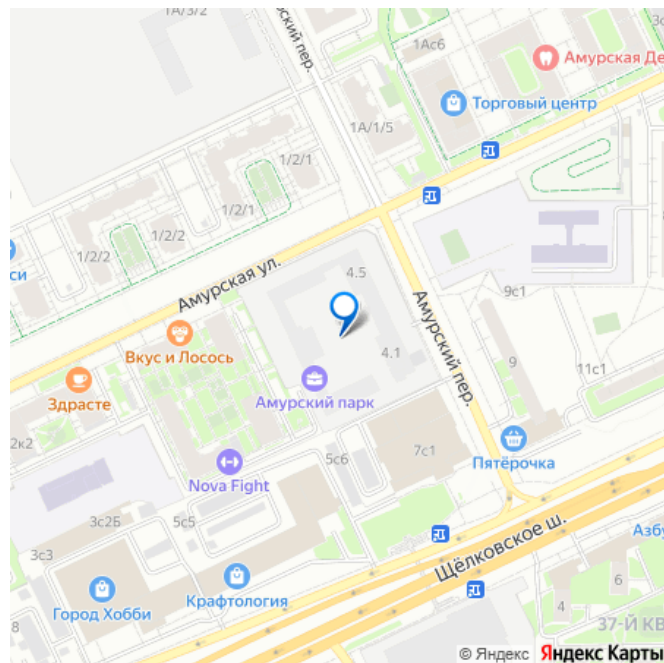 1А/3/2
1Ас6
Амурская Де
Торговый центр
1А/1/5
1/2/1
1/2/1
1/2/2
1/2/2
си
Амурская ул.
4.5
9с1
Амурский пер.
Вкус и Лосось
4.1
9
11с1
Здрасте
Амурский парк
2к2
7с1
Пятёрочка
5с6
Nova Fight
3с2Б
5с5
3с3
Щёлковское ш.
Азбу
Город Хобби
Крафтология
6
4
8
37-Й КВ
© Яндекс Яндекс Карты